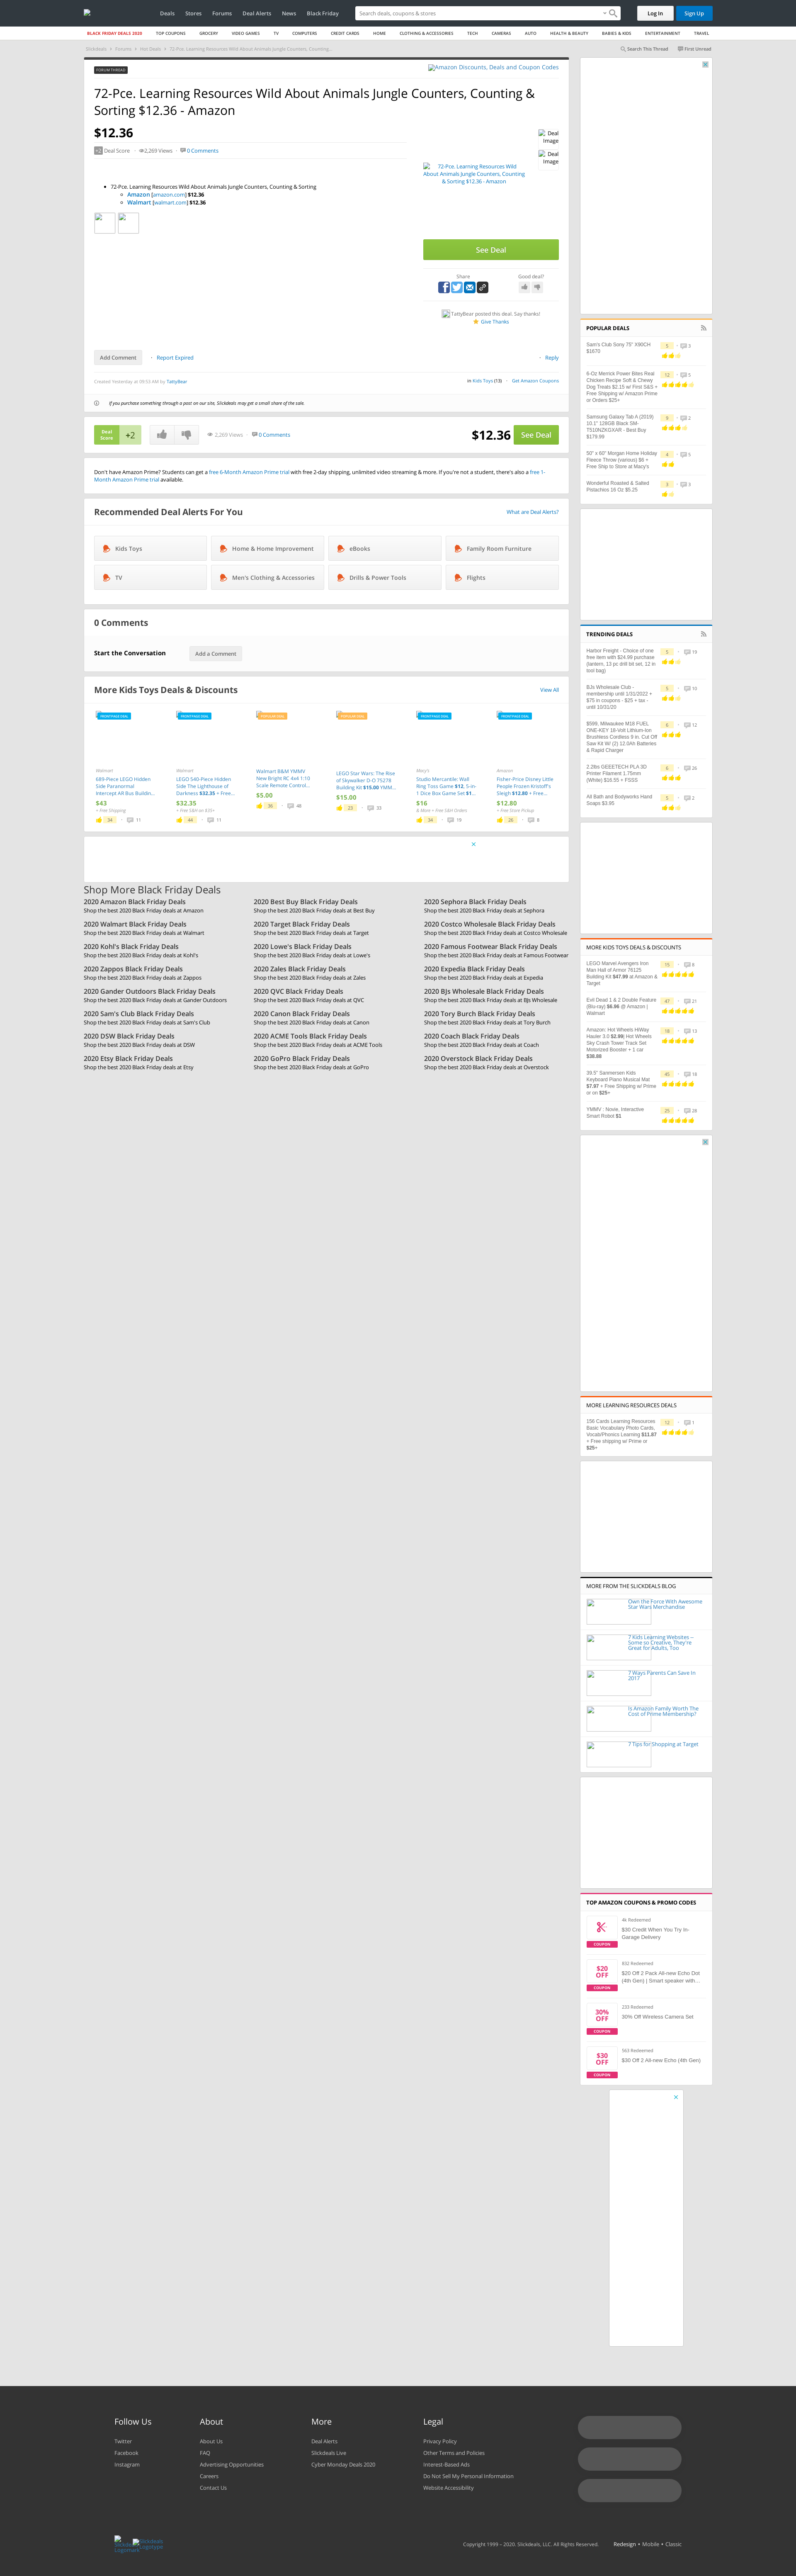 Deals Stores Forums Deal Alerts News Black Friday
Search deals, coupons & stores
Log In
Sign Up
BLACK FRIDAY DEALS 2020 TOP COUPONS GROCERY VIDEO GAMES TV COMPUTERS CREDIT CARDS HOME CLOTHING & ACCESSORIES TECH CAMERAS AUTO HEALTH & BEAUTY BABIES & KIDS ENTERTAINMENT TRAVEL
Slickdeals > Forums > Hot Deals > 72-Pce. Learning Resources Wild About Animals Jungle Counters, Counting...
Search This Thread
First Unread
FORUM THREAD
Amazon Discounts, Deals and Coupon Codes
72-Pce. Learning Resources Wild About Animals Jungle Counters, Counting & Sorting $12.36 - Amazon
$12.36
+2 Deal Score
2,269 Views
0 Comments
72-Pce. Learning Resources Wild About Animals Jungle Counters, Counting & Sorting
Amazon [amazon.com] $12.36
Walmart [walmart.com] $12.36
72-Pce. Learning Resources Wild About Animals Jungle Counters, Counting & Sorting $12.36 - Amazon
Deal Image
Deal Image
See Deal
Share
Good deal?
TattyBear posted this deal. Say thanks!
Give Thanks
Add Comment
Report Expired
Reply
Created Yesterday at 09:53 AM by TattyBear
in Kids Toys (13)
Get Amazon Coupons
If you purchase something through a post on our site, Slickdeals may get a small share of the sale.
Deal Score
+2
2,269 Views
0 Comments
$12.36
See Deal
Don't have Amazon Prime? Students can get a free 6-Month Amazon Prime trial with free 2-day shipping, unlimited video streaming & more. If you're not a student, there's also a free 1-Month Amazon Prime trial available.
Recommended Deal Alerts For You
What are Deal Alerts?
Kids Toys
Home & Home Improvement
eBooks
Family Room Furniture
TV
Men's Clothing & Accessories
Drills & Power Tools
Flights
0 Comments
Start the Conversation
Add a Comment
More Kids Toys Deals & Discounts
View All
FRONTPAGE DEAL
Walmart
689-Piece LEGO Hidden Side Paranormal Intercept AR Bus Buildin...
$43
+ Free Shipping
34 11
FRONTPAGE DEAL
Walmart
LEGO 540-Piece Hidden Side The Lighthouse of Darkness $32.35 + Free...
$32.35
+ Free S&H on $35+
44 11
POPULAR DEAL
Walmart B&M YMMV New Bright RC 4x4 1:10 Scale Remote Control...
$5.00
36 48
POPULAR DEAL
LEGO Star Wars: The Rise of Skywalker D-O 75278 Building Kit $15.00 YMM...
$15.00
23 33
FRONTPAGE DEAL
Macy's
Studio Mercantile: Wall Ring Toss Game $12, 5-in-1 Dice Box Game Set $1...
$16
& More + Free S&H Orders
34 19
FRONTPAGE DEAL
Amazon
Fisher-Price Disney Little People Frozen Kristoff's Sleigh $12.80 + Free...
$12.80
+ Free Store Pickup
26 8
Shop More Black Friday Deals
2020 Amazon Black Friday Deals
Shop the best 2020 Black Friday deals at Amazon
2020 Best Buy Black Friday Deals
Shop the best 2020 Black Friday deals at Best Buy
2020 Sephora Black Friday Deals
Shop the best 2020 Black Friday deals at Sephora
2020 Walmart Black Friday Deals
Shop the best 2020 Black Friday deals at Walmart
2020 Target Black Friday Deals
Shop the best 2020 Black Friday deals at Target
2020 Costco Wholesale Black Friday Deals
Shop the best 2020 Black Friday deals at Costco Wholesale
2020 Kohl's Black Friday Deals
Shop the best 2020 Black Friday deals at Kohl's
2020 Lowe's Black Friday Deals
Shop the best 2020 Black Friday deals at Lowe's
2020 Famous Footwear Black Friday Deals
Shop the best 2020 Black Friday deals at Famous Footwear
2020 Zappos Black Friday Deals
Shop the best 2020 Black Friday deals at Zappos
2020 Zales Black Friday Deals
Shop the best 2020 Black Friday deals at Zales
2020 Expedia Black Friday Deals
Shop the best 2020 Black Friday deals at Expedia
2020 Gander Outdoors Black Friday Deals
Shop the best 2020 Black Friday deals at Gander Outdoors
2020 QVC Black Friday Deals
Shop the best 2020 Black Friday deals at QVC
2020 BJs Wholesale Black Friday Deals
Shop the best 2020 Black Friday deals at BJs Wholesale
2020 Sam's Club Black Friday Deals
Shop the best 2020 Black Friday deals at Sam's Club
2020 Canon Black Friday Deals
Shop the best 2020 Black Friday deals at Canon
2020 Tory Burch Black Friday Deals
Shop the best 2020 Black Friday deals at Tory Burch
2020 DSW Black Friday Deals
Shop the best 2020 Black Friday deals at DSW
2020 ACME Tools Black Friday Deals
Shop the best 2020 Black Friday deals at ACME Tools
2020 Coach Black Friday Deals
Shop the best 2020 Black Friday deals at Coach
2020 Etsy Black Friday Deals
Shop the best 2020 Black Friday deals at Etsy
2020 GoPro Black Friday Deals
Shop the best 2020 Black Friday deals at GoPro
2020 Overstock Black Friday Deals
Shop the best 2020 Black Friday deals at Overstock
POPULAR DEALS
Sam's Club Sony 75" X90CH $1670
5 3
6-Oz Merrick Power Bites Real Chicken Recipe Soft & Chewy Dog Treats $2.15 w/ First S&S + Free Shipping w/ Amazon Prime or Orders $25+
12 5
Samsung Galaxy Tab A (2019), 10.1" 128GB Black SM-T510NZKGXAR - Best Buy $179.99
2
50" x 60" Morgan Home Holiday Fleece Throw (various) $6 + Free Ship to Store at Macy's
4 5
Wonderful Roasted & Salted Pistachios 16 Oz $5.25
3 3
TRENDING DEALS
Harbor Freight - Choice of one free item with $24.99 purchase (lantern, 13 pc drill bit set, 12 in tool bag)
5 19
BJs Wholesale Club - membership until 1/31/2022 + $75 in coupons - $25 + tax - until 10/31/20
5 10
$599. Milwaukee M18 FUEL ONE-KEY 18-Volt Lithium-Ion Brushless Cordless 9 in. Cut Off Saw Kit W/ (2) 12.0Ah Batteries & Rapid Charger
6 12
2.2lbs GEEETECH PLA 3D Printer Filament 1.75mm (White) $16.55 + FSSS
6 26
All Bath and Bodyworks Hand Soaps $3.95
5 2
MORE KIDS TOYS DEALS & DISCOUNTS
LEGO Marvel Avengers Iron Man Hall of Armor 76125 Building Kit $47.99 at Amazon & Target
15 8
Evil Dead 1 & 2 Double Feature (Blu-ray) $6.96 @ Amazon | Walmart
47 21
Amazon: Hot Wheels HiWay Hauler 3.0 $2.99| Hot Wheels Sky Crash Tower Track Set Motorized Booster + 1 car $38.88
18 13
39.5" Sanmersen Kids Keyboard Piano Musical Mat $7.97 + Free Shipping w/ Prime or on $25+
45 18
YMMV : Novie, Interactive Smart Robot $1
25 28
MORE LEARNING RESOURCES DEALS
156 Cards Learning Resources Basic Vocabulary Photo Cards, Vocab/Phonics Learning $11.67 + Free shipping w/ Prime or $25+
12 1
MORE FROM THE SLICKDEALS BLOG
Own the Force With Awesome Star Wars Merchandise
7 Kids Learning Websites – Some so Creative, They're Great for Adults, Too
7 Ways Parents Can Save In 2017
Is Amazon Family Worth The Cost of Prime Membership?
7 Tips for Shopping at Target
TOP AMAZON COUPONS & PROMO CODES
4k Redeemed
$30 Credit When You Try In-Garage Delivery
COUPON
$20 OFF
832 Redeemed
$20 Off 2 Pack All-new Echo Dot (4th Gen) | Smart speaker with...
COUPON
30% OFF
233 Redeemed
30% Off Wireless Camera Set
COUPON
$30 OFF
563 Redeemed
$30 Off 2 All-new Echo (4th Gen)
COUPON
Follow Us
Twitter
Facebook
Instagram
About
About Us
FAQ
Advertising Opportunities
Careers
Contact Us
More
Deal Alerts
Slickdeals Live
Cyber Monday Deals 2020
Legal
Privacy Policy
Other Terms and Policies
Interest-Based Ads
Do Not Sell My Personal Information
Website Accessibility
Slickdeals Logotype
Copyright 1999 – 2020. Slickdeals, LLC. All Rights Reserved.
Redesign • Mobile • Classic